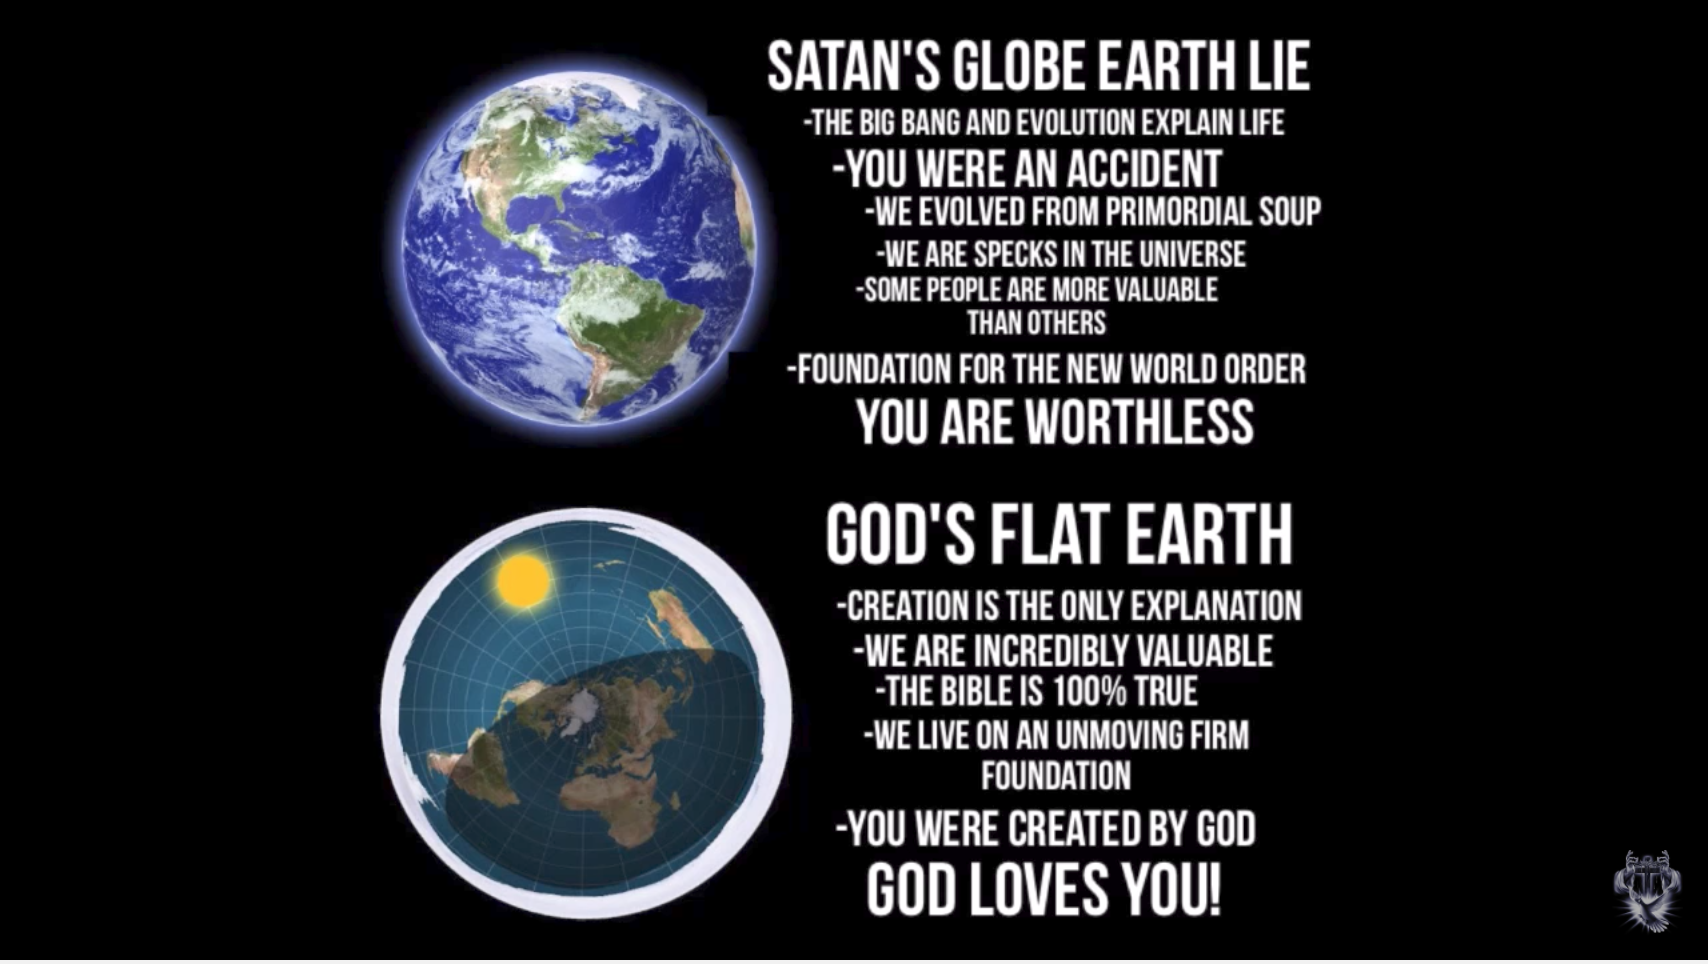 SATAN'S GLOBE EARTH LIE
-THE BIG BANG AND EVOLUTION EXPLAIN LIFE
-YOU WERE AN ACCIDENT
-WE EVOLVED FROM PRIMORDIAL SOUP
-WE ARE SPECKS IN THE UNIVERSE
-SOME PEOPLE ARE MORE VALUABLE
THAN OTHERS
-FOUNDATION FOR THE NEW WORLD ORDER
YOU ARE WORTHLESS
GOD'S FLAT EARTH
-CREATION IS THE ONLY EXPLANATION
-WE ARE INCREDIBLY VALUABLE
-THE BIBLE IS 100% TRUE
-WE LIVE ON AN UNMOVING FIRM
FOUNDATION
-YOU WERE CREATED BY GOD
GOD LOVES YOU!